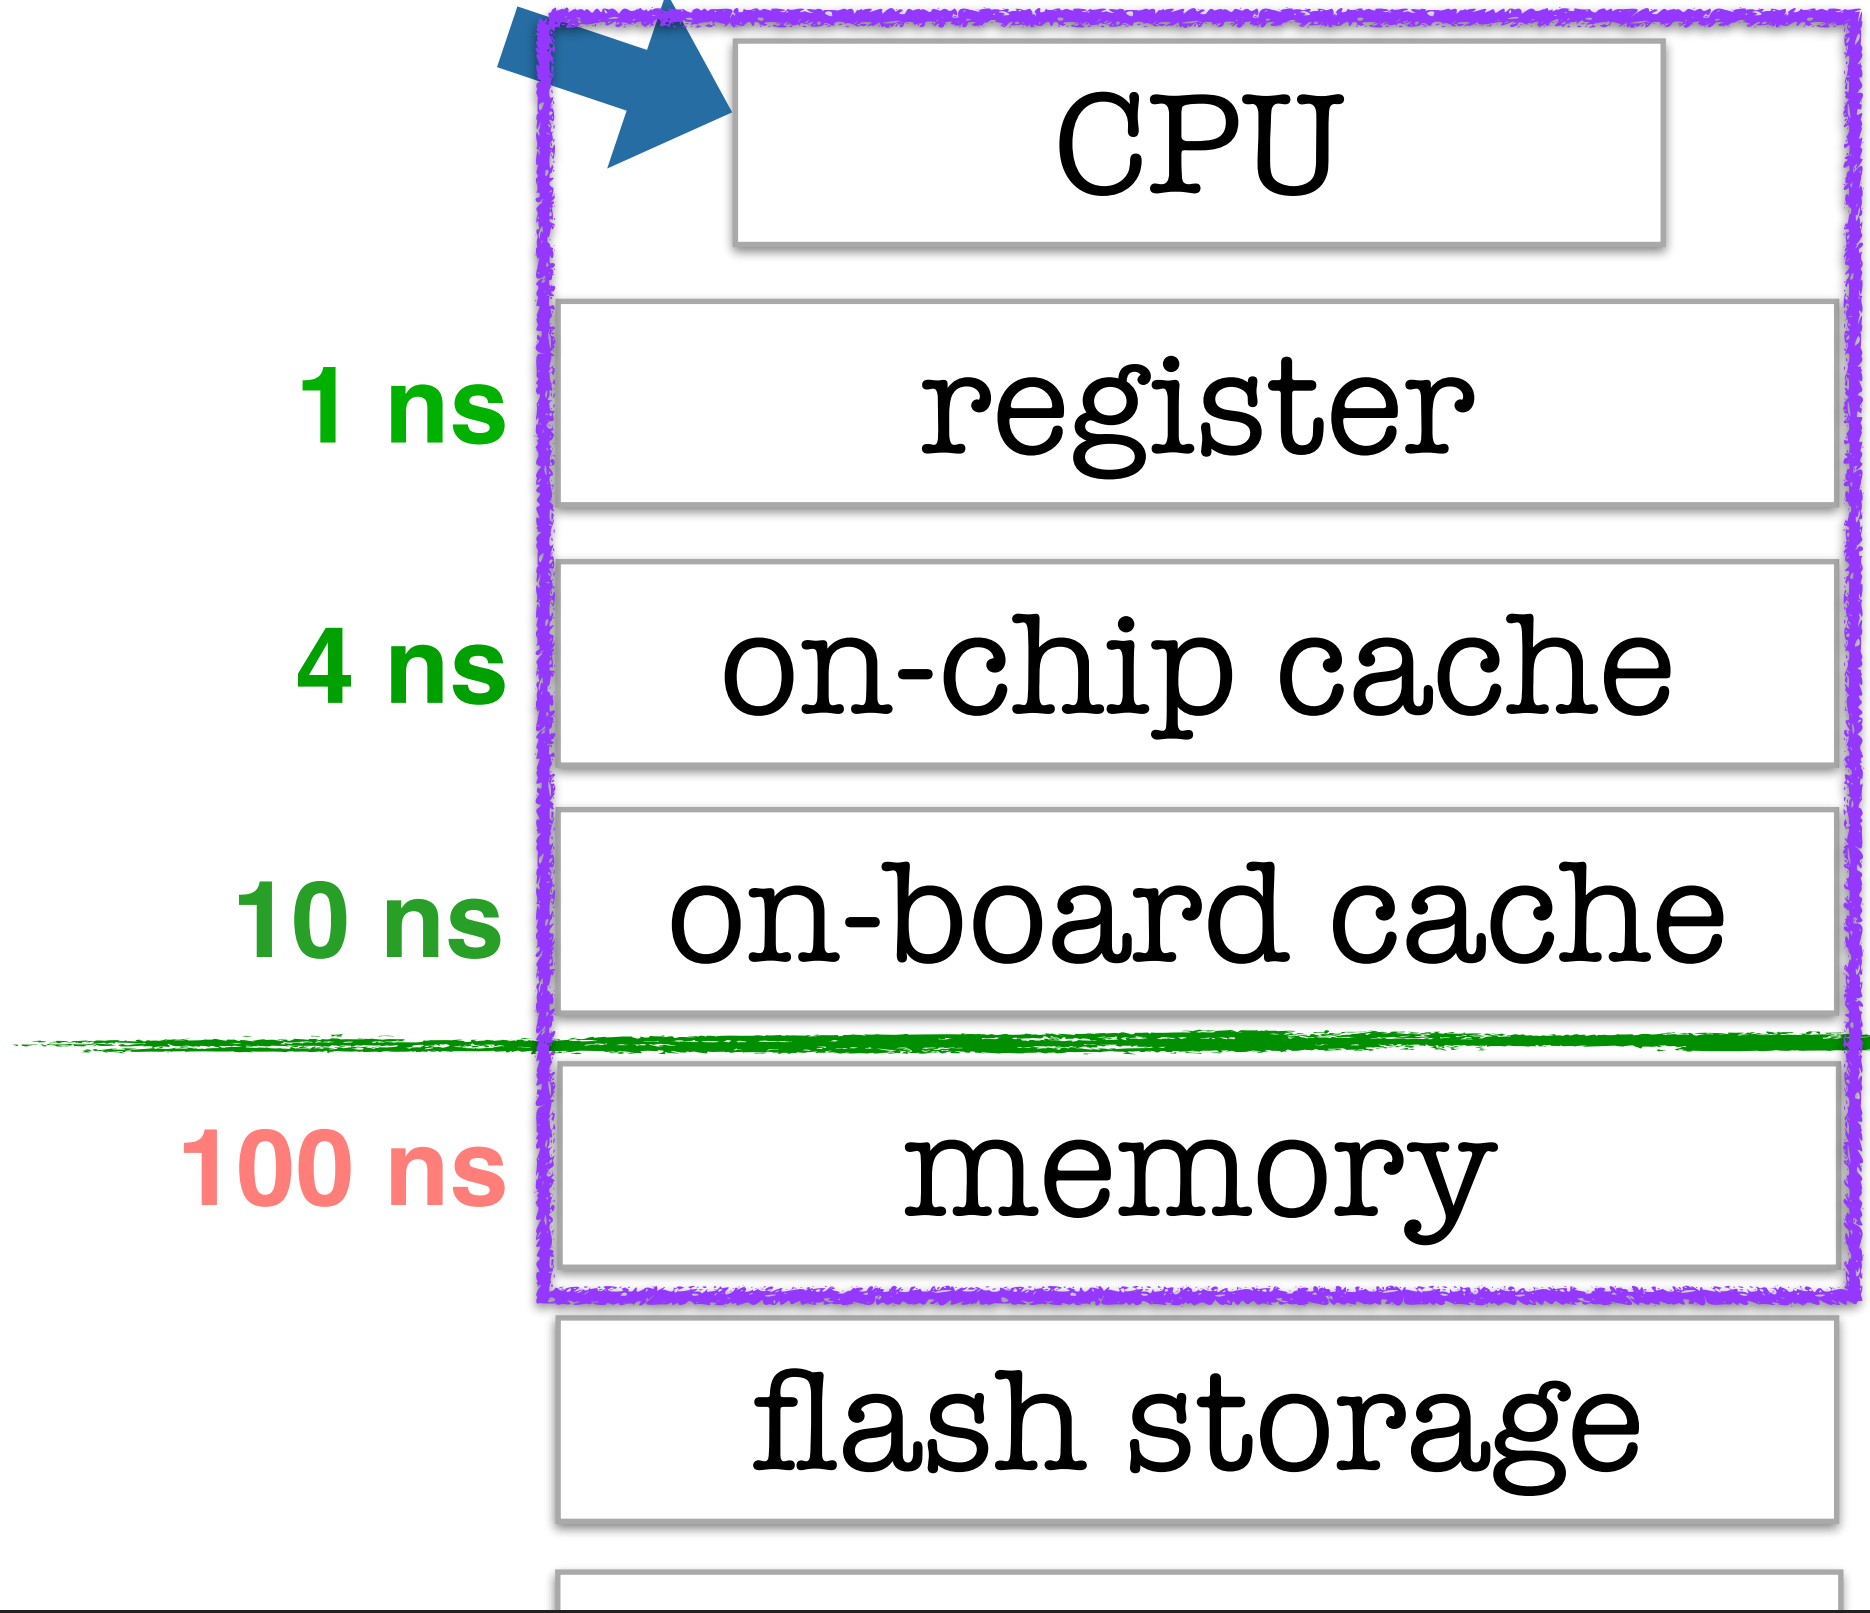 CPU
1 ns register
4 ns on-chip cache
10 ns on-board cache
100 ns memory
flash storage